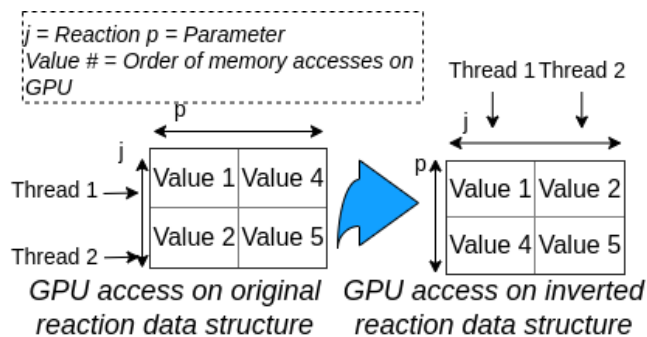 j = Reaction p = Parameter
Value # = Order of memory accesses on
GPU
p
j
Thread 1
Thread 2
Value 1 Value 4
Value 2 Value 5
GPU access on original
reaction data structure
Thread 1 Thread 2
j
p
Value 1 Value 2
Value 4 Value 5
GPU access on inverted
reaction data structure